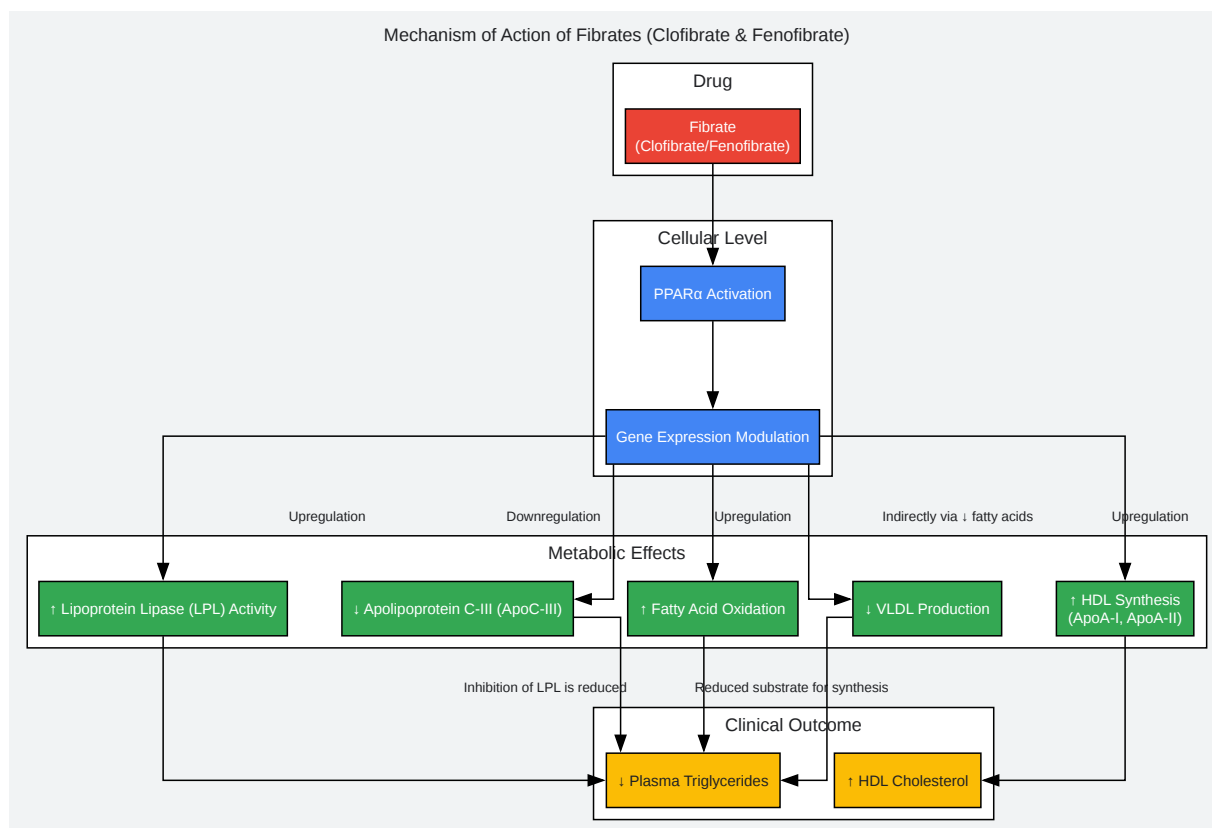 Mechanism of Action of Fibrates (Clofibrate & Fenofibrate)
Drug
Fibrate
(Clofibrate/Fenofibrate)
Cellular Level
PPARα Activation
Gene Expression Modulation
Upregulation
Downregulation
Upregulation
Indirectly via ↓ fatty acids
Upregulation
Metabolic Effects
↑ Lipoprotein Lipase (LPL) Activity
↓ Apolipoprotein C-III (ApoC-III)
↑ Fatty Acid Oxidation
↓ VLDL Production
↑ HDL Synthesis
(ApoA-I, ApoA-II)
Inhibition of LPL is reduced
Reduced substrate for synthesis
Clinical Outcome
↓ Plasma Triglycerides
↑ HDL Cholesterol